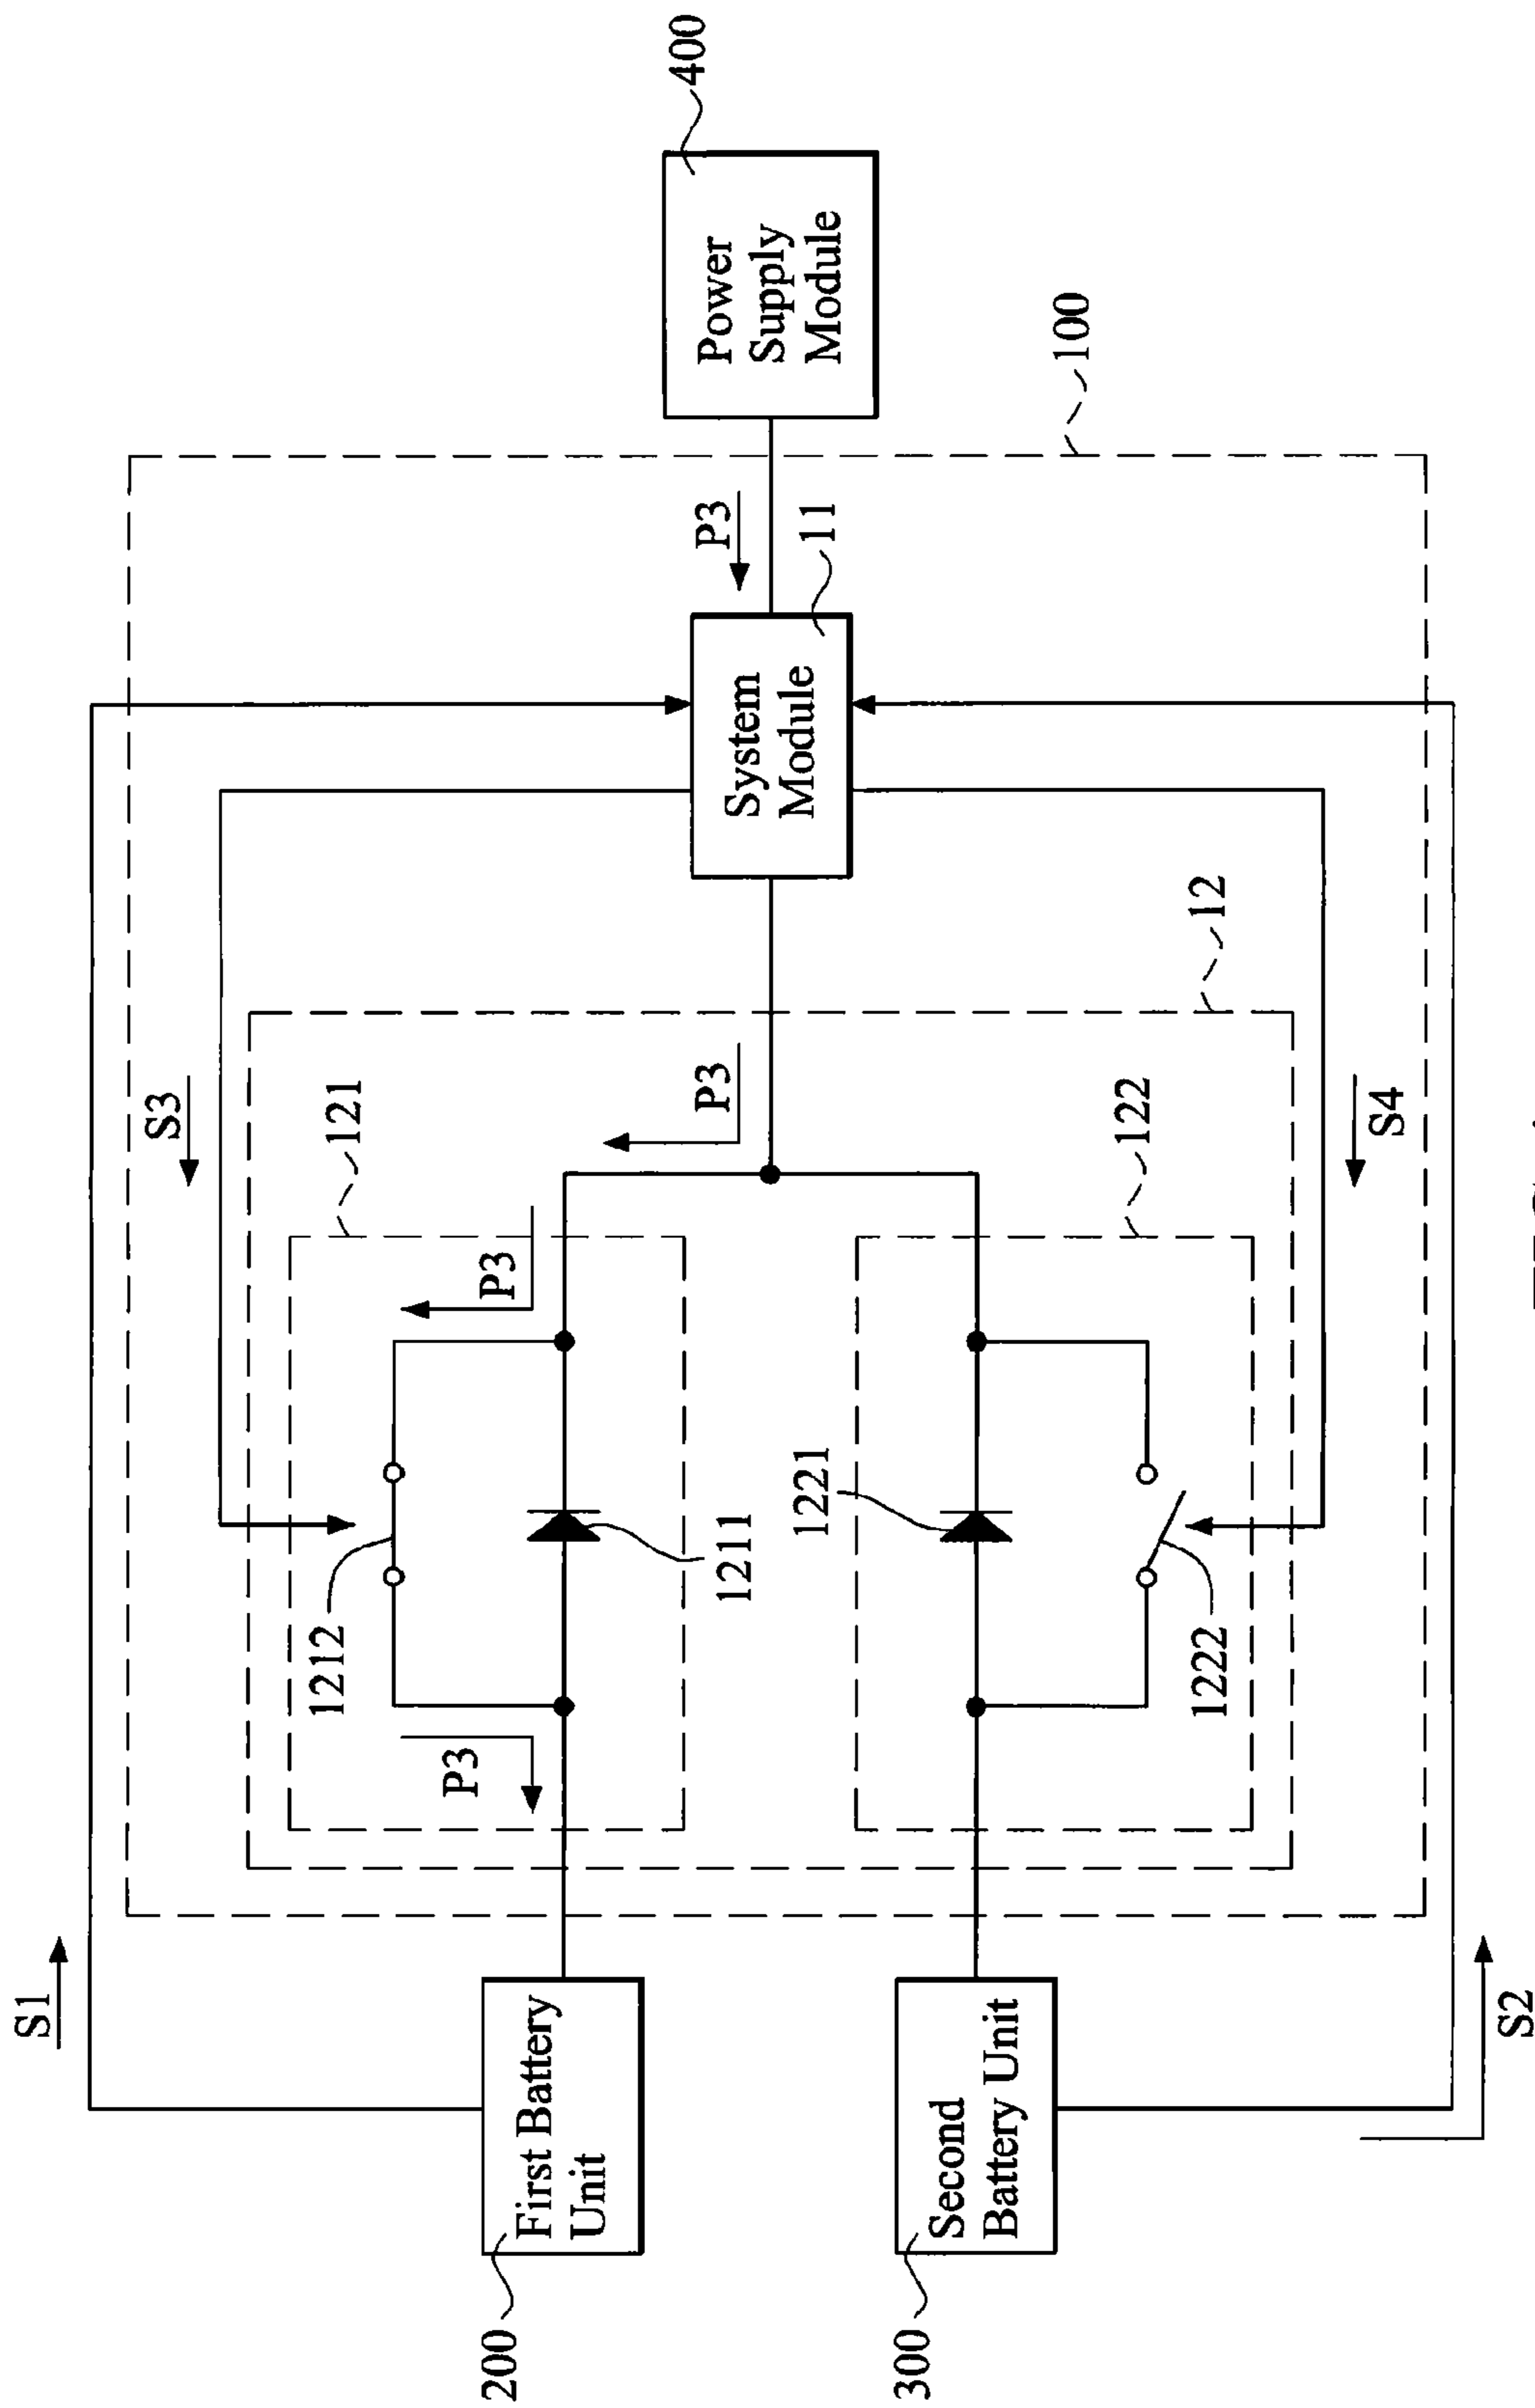 S1
S3
P3
1212
P3
121
P3
P3
400
Power
Supply
Module
200
First Battery
Unit
1211
System
Module
11
1221
300
Second
Battery Unit
1222
122
12
100
S4
S2